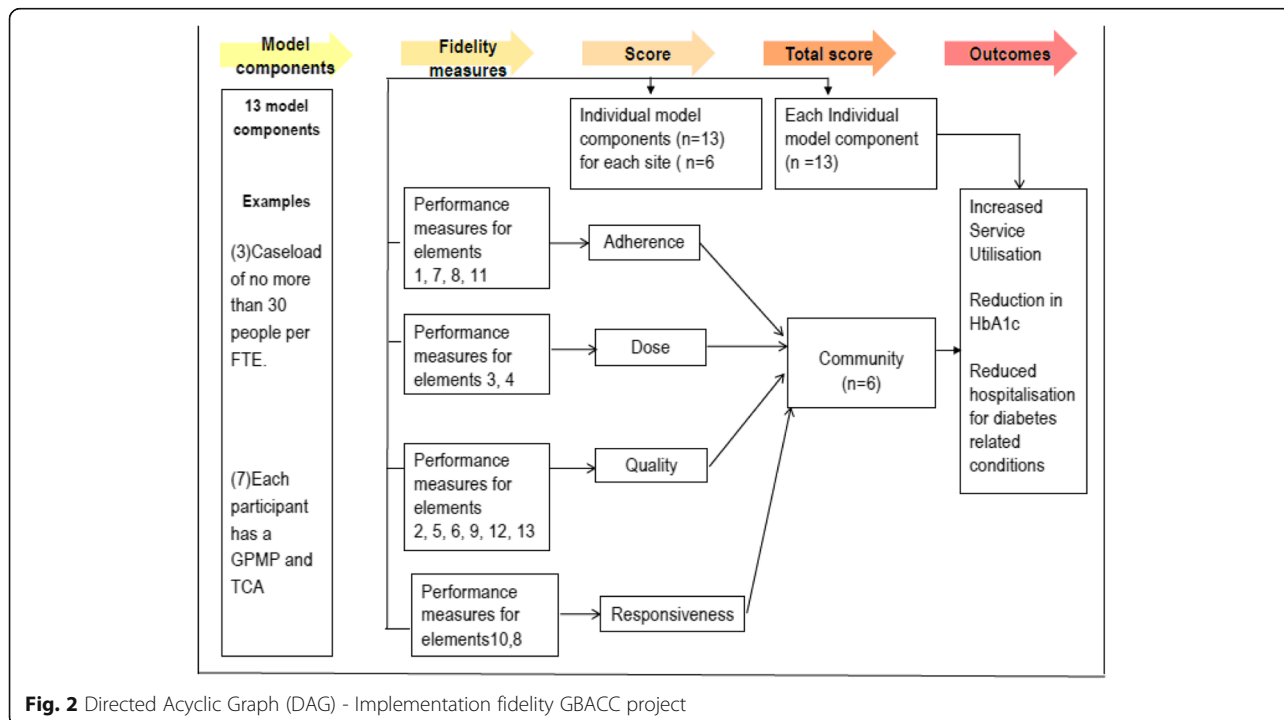 Model
components
Fidelity
measures
Score
Total score
Outcomes
13 model
components
Examples
(3)Caseload
of no more
than 30
people per
FTE.
(7)Each
participant
has a
GPMP and
TCA
Individual model
components (n=13)
for each site ( n=6
Each Individual
model component
(n =13)
Performance
measures for
elements
1, 7, 8, 11
Adherence
Performance
measures for
elements 3, 4
Dose
Performance
measures for
elements
2, 5, 6, 9, 12, 13
Quality
Performance
measures for
elements10,8
Responsiveness
Community
(n=6)
Increased
Service
Utilisation
Reduction in
HbA1c
Reduced
hospitalisation
for diabetes
related
conditions
Fig. 2 Directed Acyclic Graph (DAG) - Implementation fidelity GBACC project